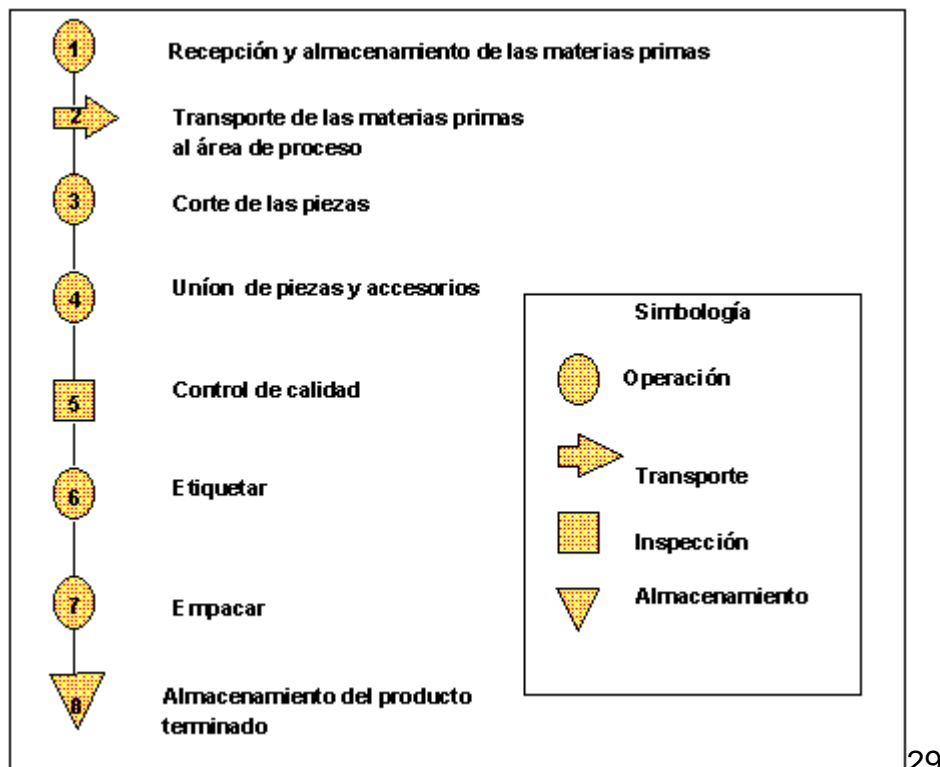 1
Recepción y almacenamiento de las materias primas
2
Transporte de las materias primas
al área de proceso
3
Corte de las piezas
4
Uníon de piezas y accesorios
5
Control de calidad
6
Etiquetar
7
Empacar
8
Almacenamiento del producto
terminado
Simbología
Operación
Transporte
Inspección
Almacenamiento
29